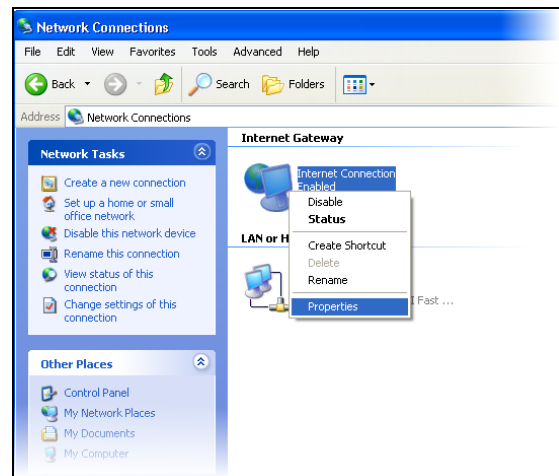 Network Connections
File Edit View Favorites Tools Advanced Help
Back Search Folders
Address Network Connections
Network Tasks
Create a new connection
Set up a home or small
office network
Disable this network device
Rename this connection
View status of this
connection
Change settings of this
connection
Other Places
Control Panel
My Network Places
My Documents
My Computer
Internet Gateway
Internet Connection
Enabled
Disable
Status
Create Shortcut
Delete
Rename
Properties
LAN or H
I Fast ...